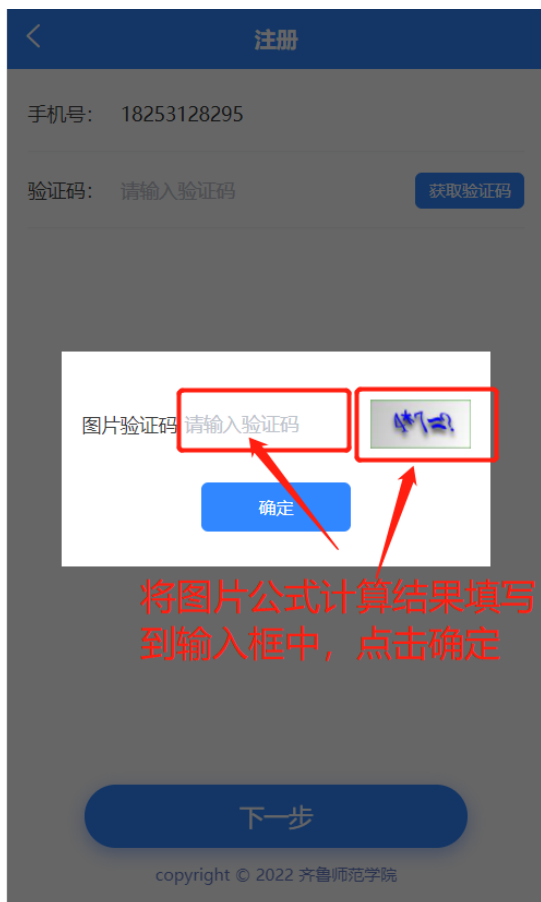 注册
手机号： 18253128295
验证码： 请输入验证码 获取验证码
图片验证码 请输入验证码 4*7=?
确定
将图片公式计算结果填写
到输入框中，点击确定
下一步
copyright © 2022 齐鲁师范学院